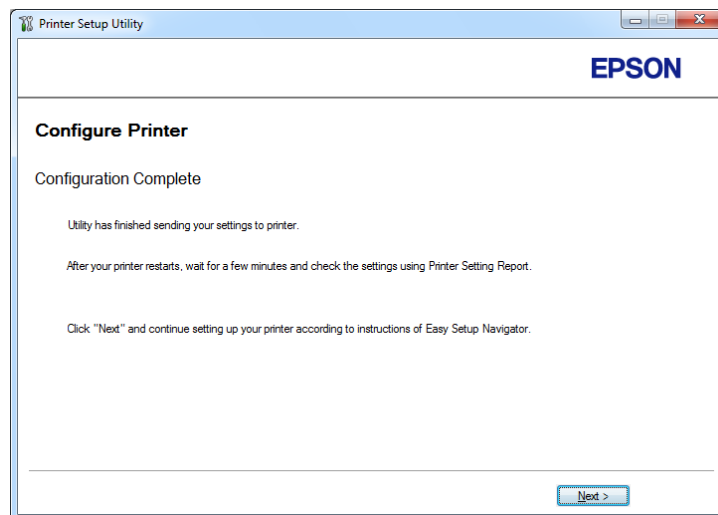 Printer Setup Utility
EPSON
Configure Printer
Configuration Complete
Utility has finished sending your settings to printer.
After your printer restarts, wait for a few minutes and check the settings using Printer Setting Report.
Click "Next" and continue setting up your printer according to instructions of Easy Setup Navigator.
Next >